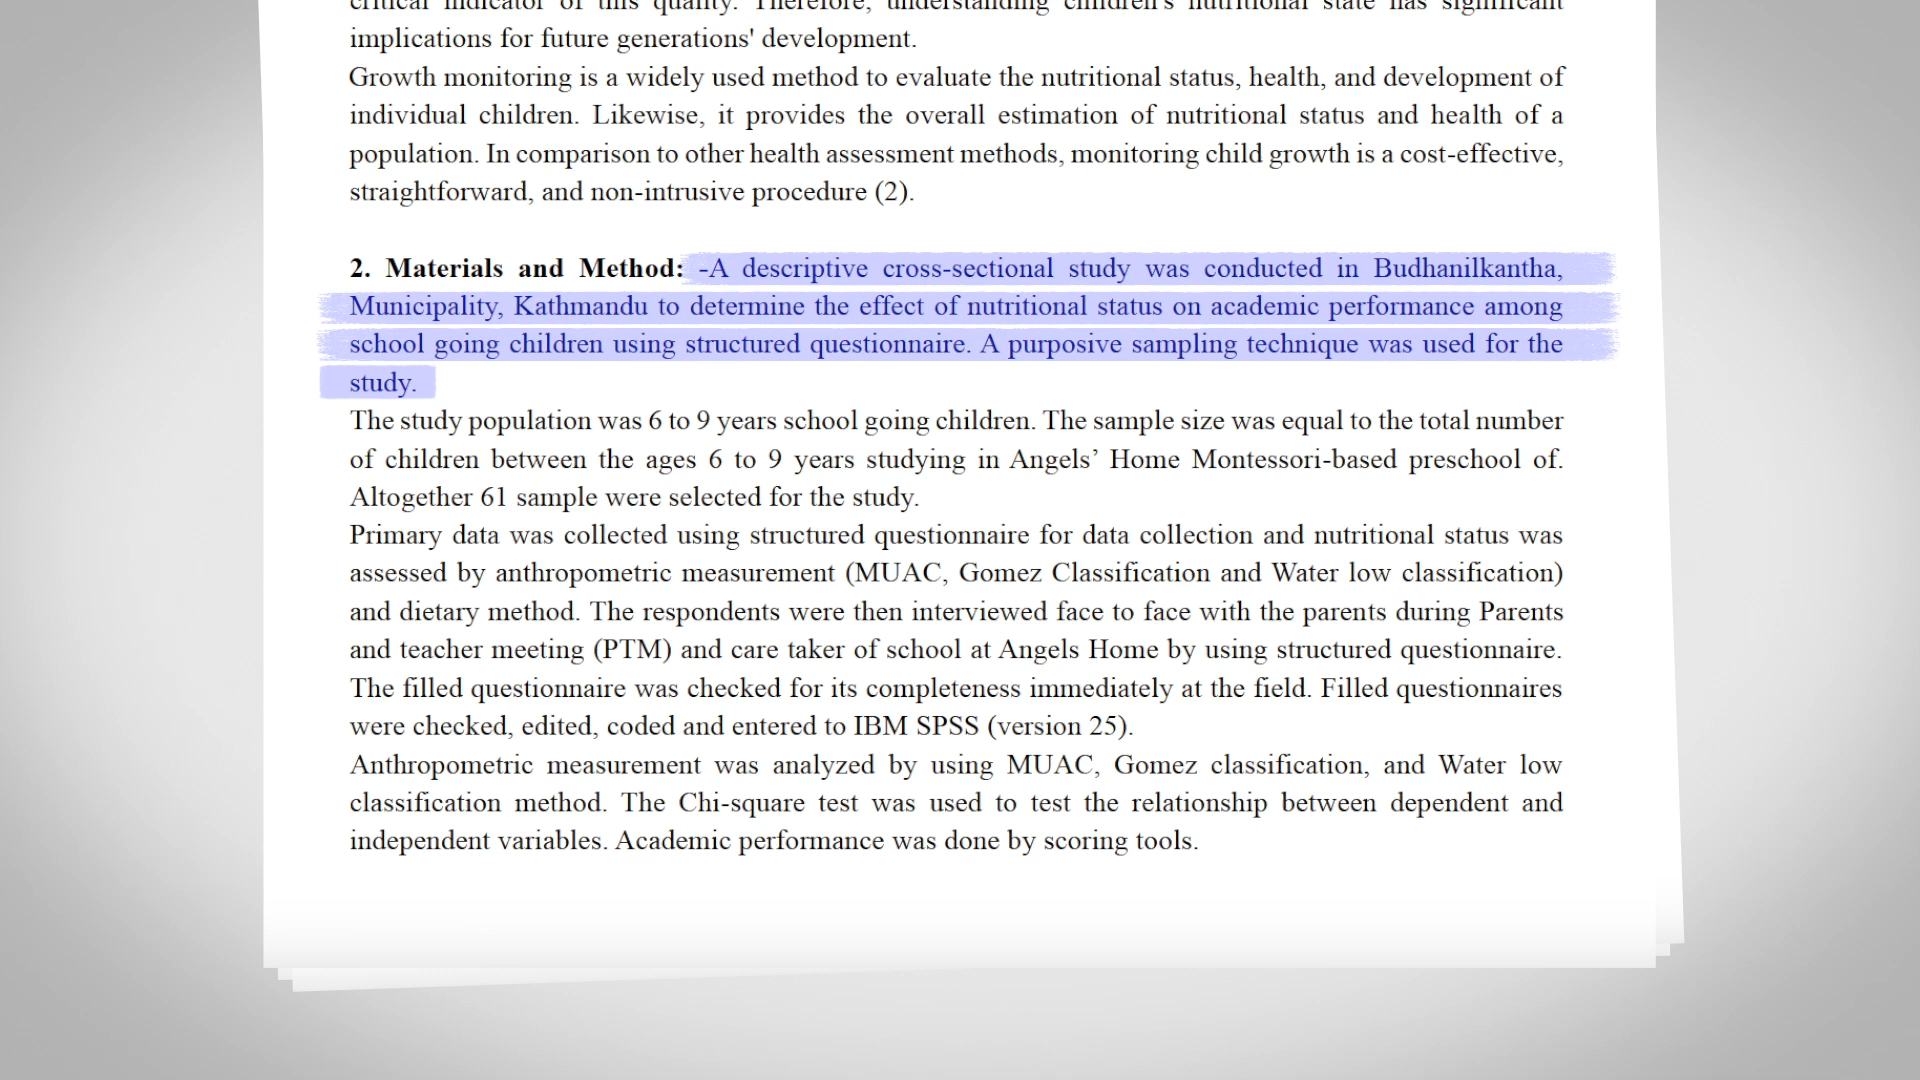 critical indicator of this quality. Therefore, understanding children's nutritional state has significant
implications for future generations' development.
Growth monitoring is a widely used method to evaluate the nutritional status, health, and development of
individual children. Likewise, it provides the overall estimation of nutritional status and health of a
population. In comparison to other health assessment methods, monitoring child growth is a cost-effective,
straightforward, and non-intrusive procedure (2).
2. Materials and Method: -A descriptive cross-sectional study was conducted in Budhanilkantha,
Municipality, Kathmandu to determine the effect of nutritional status on academic performance among
school going children using structured questionnaire. A purposive sampling technique was used for the
study.
The study population was 6 to 9 years school going children. The sample size was equal to the total number
of children between the ages 6 to 9 years studying in Angels’ Home Montessori-based preschool of.
Altogether 61 sample were selected for the study.
Primary data was collected using structured questionnaire for data collection and nutritional status was
assessed by anthropometric measurement (MUAC, Gomez Classification and Water low classification)
and dietary method. The respondents were then interviewed face to face with the parents during Parents
and teacher meeting (PTM) and care taker of school at Angels Home by using structured questionnaire.
The filled questionnaire was checked for its completeness immediately at the field. Filled questionnaires
were checked, edited, coded and entered to IBM SPSS (version 25).
Anthropometric measurement was analyzed by using MUAC, Gomez classification, and Water low
classification method. The Chi-square test was used to test the relationship between dependent and
independent variables. Academic performance was done by scoring tools.